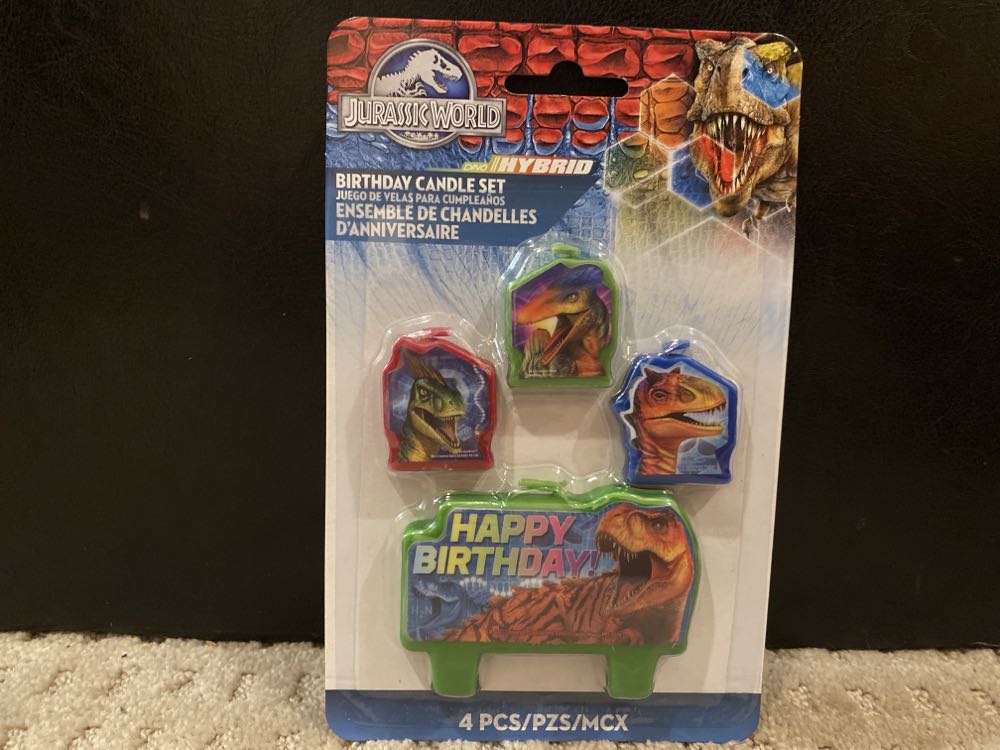 JURASSIC WORLD
DINO HYBRID
BIRTHDAY CANDLE SET
JUEGO DE VELAS PARA CUMPLEAÑOS
ENSEMBLE DE CHANDELLES
D'ANNIVERSAIRE
HAPPY
BIRTHDAY!
4 PCS/PZS/MCX